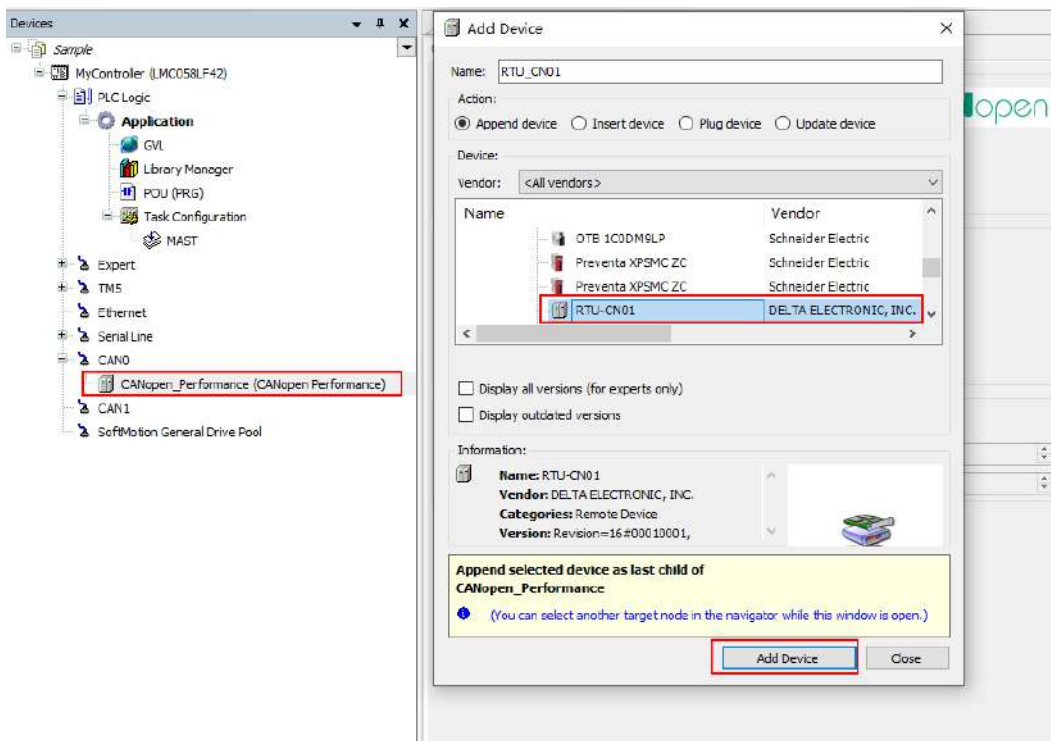 Devices
Sample
MyControler (LMC058LF42)
PLC Logic
Application
GVL
Library Manager
POU (PRG)
Task Configuration
MAST
Expert
TM5
Ethernet
Serial Line
CAN0
CANopen_Performance (CANopen Performance)
CAN1
SoftMotion General Drive Pool
Add Device
Name: RTU_CN01
Action:
Append device Insert device Plug device Update device
Device:
Vendor: <All vendors>
Name Vendor
OTB 1C0DM9LP Schneider Electric
Preventa XPSMC ZC Schneider Electric
Preventa XPSMC ZC Schneider Electric
RTU-CN01 DELTA ELECTRONIC, INC.
Display all versions (for experts only)
Display outdated versions
Information:
Name: RTU-CN01
Vendor: DELTA ELECTRONIC, INC.
Categories: Remote Device
Version: Revision=16#00010001,
Append selected device as last child of
CANopen_Performance
(You can select another target node in the navigator while this window is open.)
Add Device Close
open